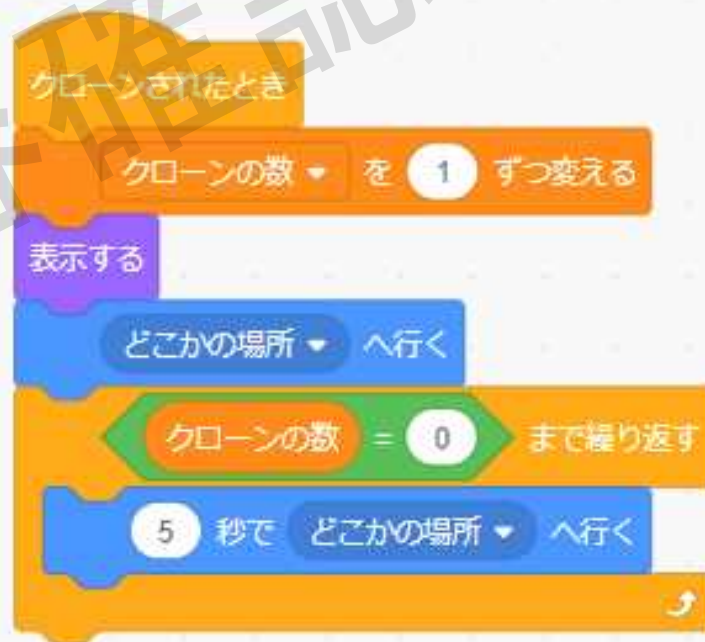 クローンされたとき
クローンの数 を 1 ずつ変える
表示する
どこかの場所 へ行く
クローンの数 = 0 まで繰り返す
5 秒で どこかの場所 へ行く